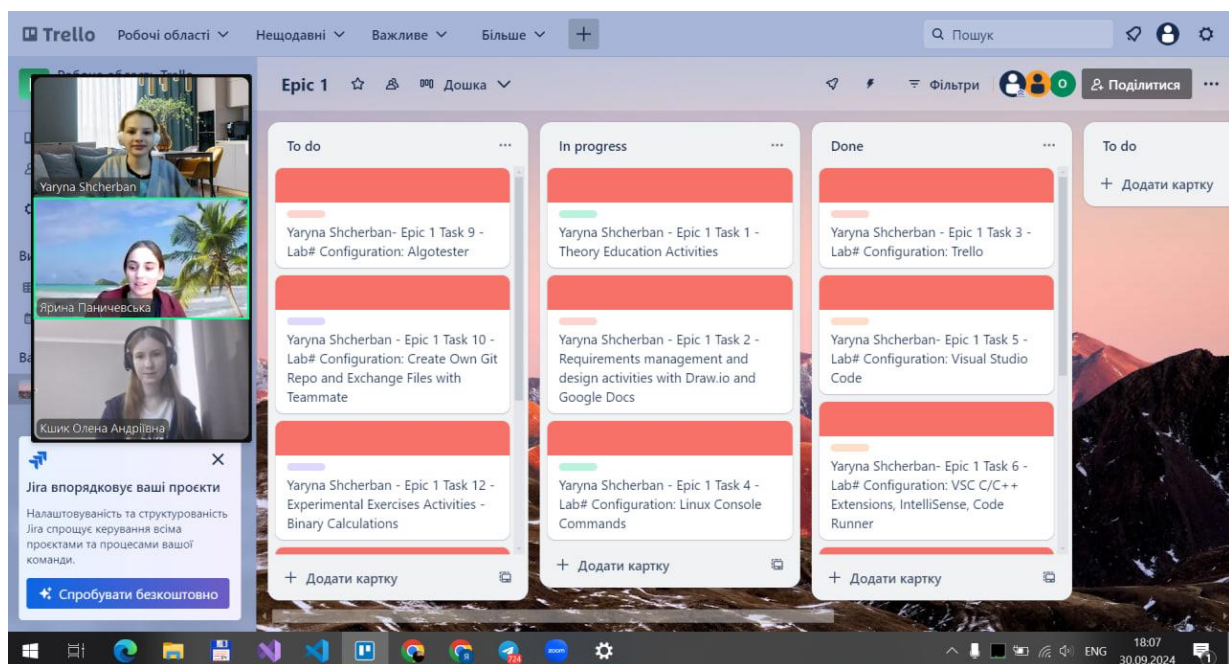 Trello
Робочі області
Нещодавні
Важливе
Більше
Пошук
Epic 1
Дошка
Фільтри
О
Поділитися
Yaryna Shcherban
Ярина Паничевська
Кшик Олена Андріївна
To do
Yaryna Shcherban- Epic 1 Task 9 -
Lab# Configuration: Algotester
Yaryna Shcherban - Epic 1 Task 10 -
Lab# Configuration: Create Own Git
Repo and Exchange Files with
Teammate
Yaryna Shcherban - Epic 1 Task 12 -
Experimental Exercises Activities -
Binary Calculations
Додати картку
In progress
Yaryna Shcherban - Epic 1 Task 1 -
Theory Education Activities
Yaryna Shcherban - Epic 1 Task 2 -
Requirements management and
design activities with Draw.io and
Google Docs
Yaryna Shcherban - Epic 1 Task 4 -
Lab# Configuration: Linux Console
Commands
Додати картку
Done
Yaryna Shcherban - Epic 1 Task 3 -
Lab# Configuration: Trello
Yaryna Shcherban - Epic 1 Task 5 -
Lab# Configuration: Visual Studio
Code
Yaryna Shcherban- Epic 1 Task 6 -
Lab# Configuration: VSC C/C++
Extensions, IntelliSense, Code
Runner
Додати картку
To do
Додати картку
Jira впорядковує ваші проєкти
Налаштовуваність та структурованість
Jira спрощує керування всіма
проєктами та процесами вашої
команди.
Спробувати безкоштовно
724
zoom
ENG
18:07
30.09.2024
1